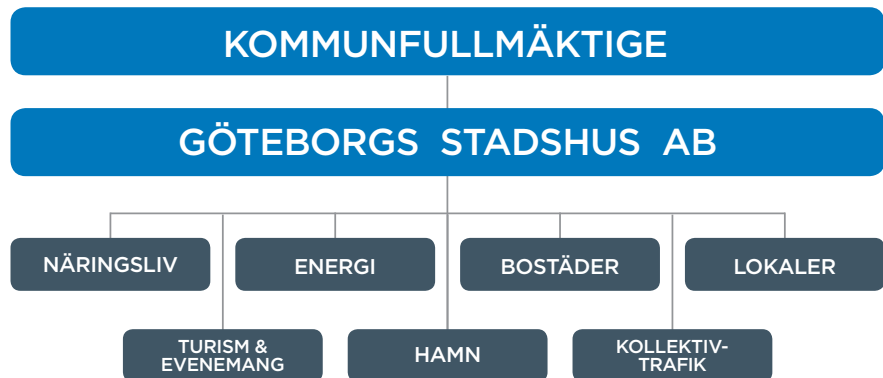 KOMMUNFULLMÄKTIGE
GÖTEBORGS STADSHUS AB
NÄRINGSLIV
ENERGI
BOSTÄDER
LOKALER
TURISM &
EVENEMANG
HAMN
KOLLEKTIV-
TRAFIK